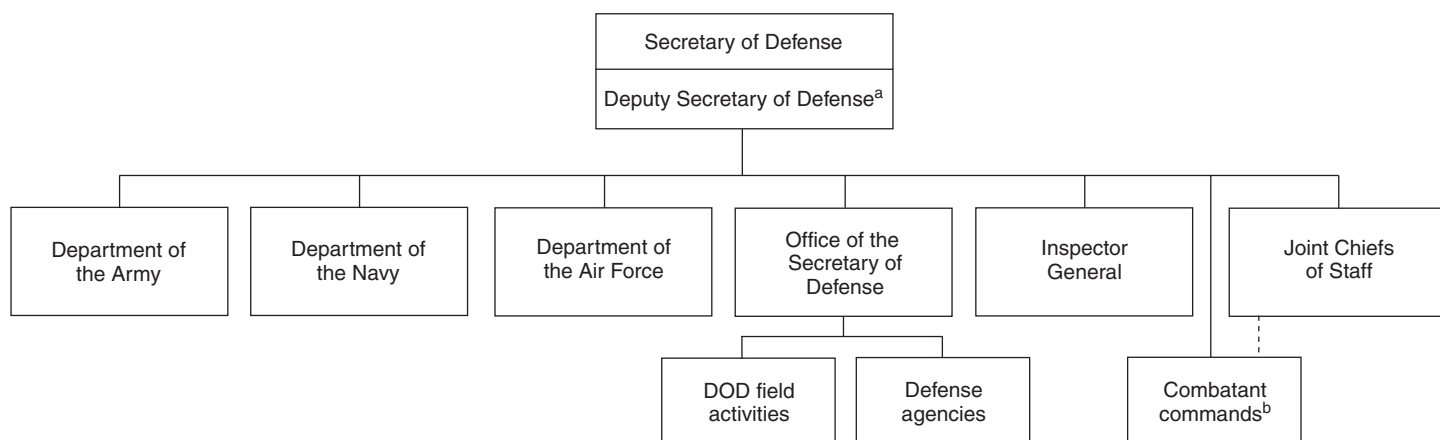 Secretary of Defense
Deputy Secretary of Defenseᵃ
Department of
the Army
Department of
the Navy
Department of
the Air Force
Office of the
Secretary of
Defense
Inspector
General
Joint Chiefs
of Staff
DOD field
activities
Defense
agencies
Combatant
commandsᵇ